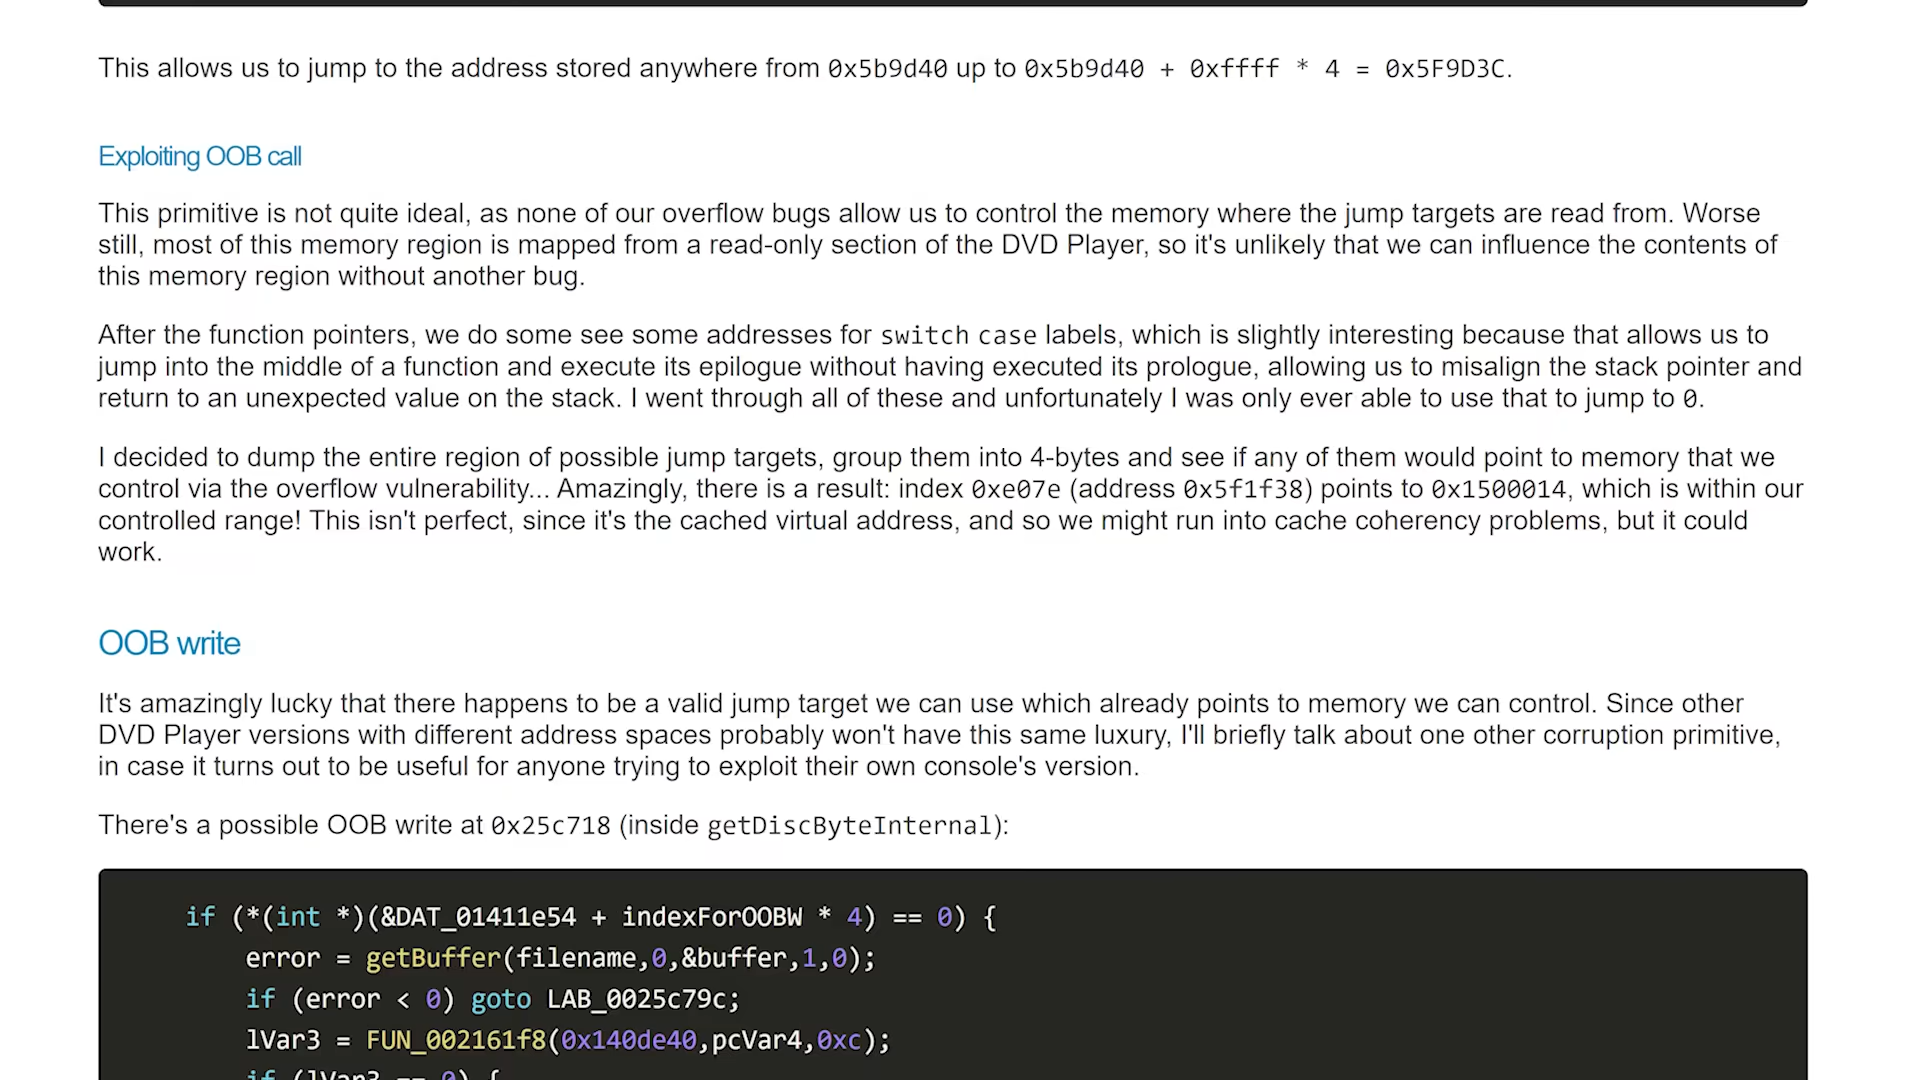 This allows us to jump to the address stored anywhere from 0x5b9d40 up to 0x5b9d40 + 0xffff * 4 = 0x5F9D3C.
Exploiting OOB call
This primitive is not quite ideal, as none of our overflow bugs allow us to control the memory where the jump targets are read from. Worse
still, most of this memory region is mapped from a read-only section of the DVD Player, so it's unlikely that we can influence the contents of
this memory region without another bug.
After the function pointers, we do some see some addresses for switch case labels, which is slightly interesting because that allows us to
jump into the middle of a function and execute its epilogue without having executed its prologue, allowing us to misalign the stack pointer and
return to an unexpected value on the stack. I went through all of these and unfortunately I was only ever able to use that to jump to 0.
I decided to dump the entire region of possible jump targets, group them into 4-bytes and see if any of them would point to memory that we
control via the overflow vulnerability... Amazingly, there is a result: index 0xe07e (address 0x5f1f38) points to 0x1500014, which is within our
controlled range! This isn't perfect, since it's the cached virtual address, and so we might run into cache coherency problems, but it could
work.
OOB write
It's amazingly lucky that there happens to be a valid jump target we can use which already points to memory we can control. Since other
DVD Player versions with different address spaces probably won't have this same luxury, I'll briefly talk about one other corruption primitive,
in case it turns out to be useful for anyone trying to exploit their own console's version.
There's a possible OOB write at 0x25c718 (inside getDiscByteInternal):
if (*(int *)(&DAT_01411e54 + indexForOOBW * 4) == 0) {
error = getBuffer(filename,0,&buffer,1,0);
if (error < 0) goto LAB_0025c79c;
lVar3 = FUN_002161f8(0x140de40,pcVar4,0xc);
if (lVar3 == 0) {